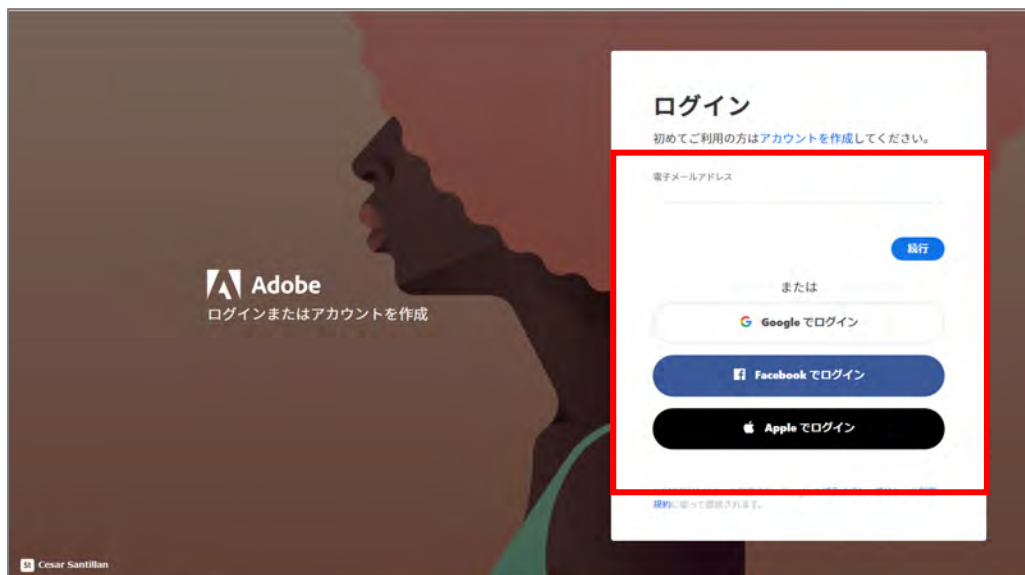 Adobe
ログインまたはアカウントを作成
St Cesar Santillan
ログイン
初めてご利用の方はアカウントを作成してください。
電子メールアドレス
続行
または
G Google でログイン
Facebook でログイン
Apple でログイン
規約に従って保護されます。